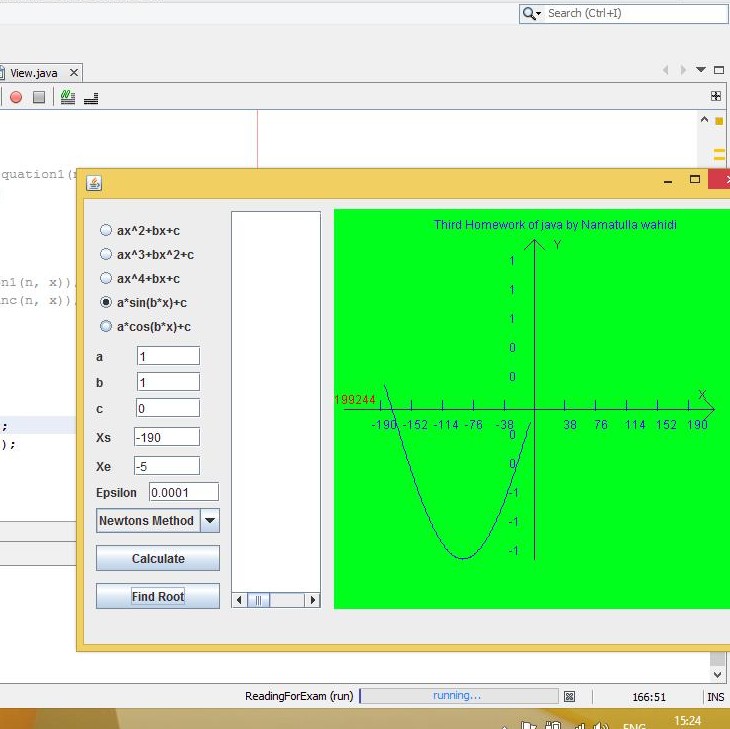 Search (Ctrl+I)
View.java
quation1(n
n1(n, x)),
nc(n, x)),
;
);
ax^2+bx+c
ax^3+bx^2+c
ax^4+bx+c
a*sin(b*x)+c
a*cos(b*x)+c
a 1
b 1
c 0
Xs -190
Xe -5
Epsilon 0.0001
Newtons Method
Calculate
Find Root
Third Homework of java by Namatulla wahidi
Y
1
1
1
0
0
199244
X
-190 -152 -114 -76 -38 38 76 114 152 190
0
0
-1
-1
-1
ReadingForExam (run) running... 166:51 INS
ENG 15:24